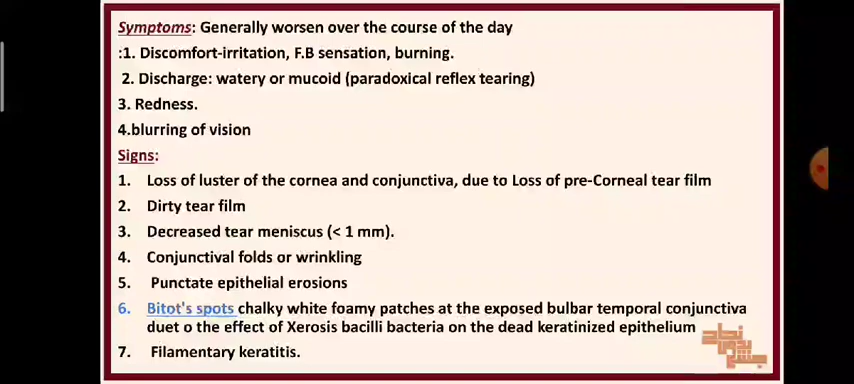 Symptoms: Generally worsen over the course of the day
:1. Discomfort-irritation, F.B sensation, burning.
2. Discharge: watery or mucoid (paradoxical reflex tearing)
3. Redness.
4.blurring of vision
Signs:
1. Loss of luster of the cornea and conjunctiva, due to Loss of pre-Corneal tear film
2. Dirty tear film
3. Decreased tear meniscus (< 1 mm).
4. Conjunctival folds or wrinkling
5. Punctate epithelial erosions
6. Bitot's spots chalky white foamy patches at the exposed bulbar temporal conjunctiva
duet o the effect of Xerosis bacilli bacteria on the dead keratinized epithelium
7. Filamentary keratitis.